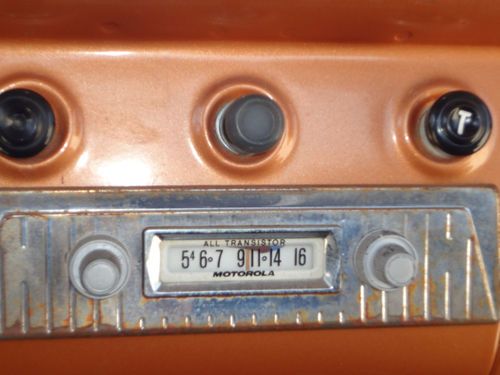 T
ALL TRANSISTOR
5⁴ 6•7 9 11•14 16
MOTOROLA